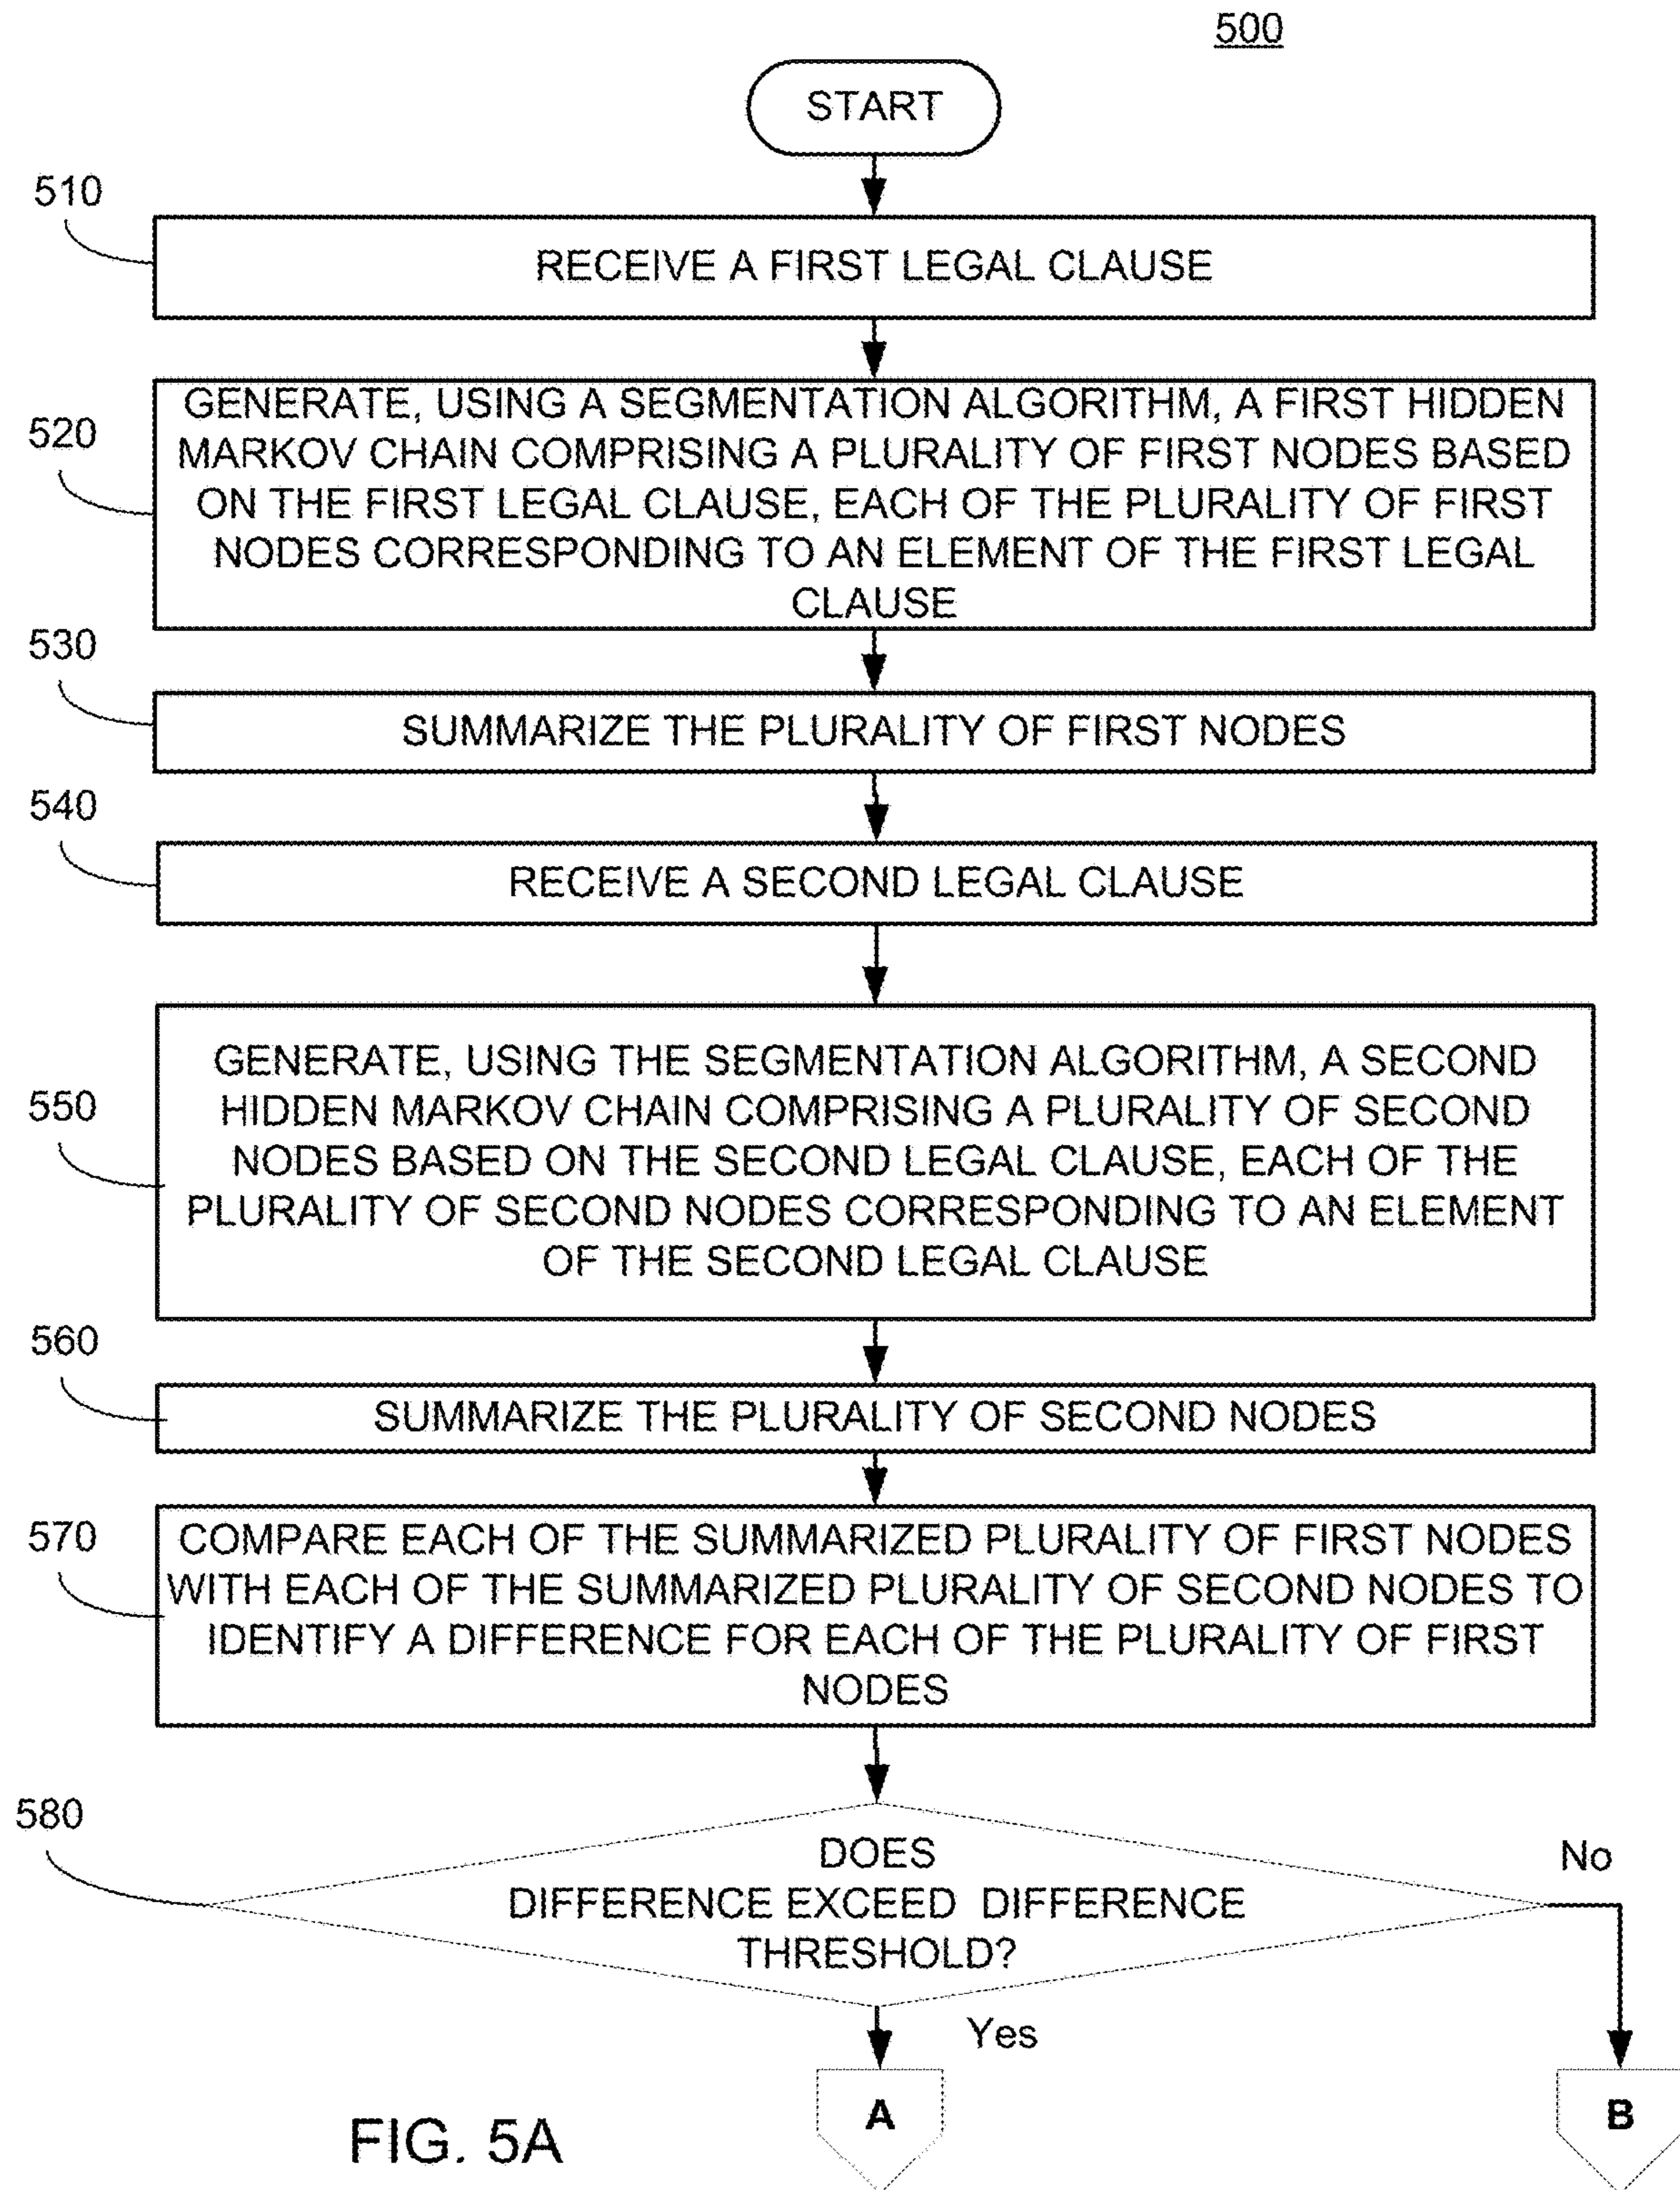 500
START
510
RECEIVE A FIRST LEGAL CLAUSE
520
GENERATE, USING A SEGMENTATION ALGORITHM, A FIRST HIDDEN
MARKOV CHAIN COMPRISING A PLURALITY OF FIRST NODES BASED
ON THE FIRST LEGAL CLAUSE, EACH OF THE PLURALITY OF FIRST
NODES CORRESPONDING TO AN ELEMENT OF THE FIRST LEGAL
CLAUSE
530
SUMMARIZE THE PLURALITY OF FIRST NODES
540
RECEIVE A SECOND LEGAL CLAUSE
550
GENERATE, USING THE SEGMENTATION ALGORITHM, A SECOND
HIDDEN MARKOV CHAIN COMPRISING A PLURALITY OF SECOND
NODES BASED ON THE SECOND LEGAL CLAUSE, EACH OF THE
PLURALITY OF SECOND NODES CORRESPONDING TO AN ELEMENT
OF THE SECOND LEGAL CLAUSE
560
SUMMARIZE THE PLURALITY OF SECOND NODES
570
COMPARE EACH OF THE SUMMARIZED PLURALITY OF FIRST NODES
WITH EACH OF THE SUMMARIZED PLURALITY OF SECOND NODES TO
IDENTIFY A DIFFERENCE FOR EACH OF THE PLURALITY OF FIRST
NODES
580
DOES
DIFFERENCE EXCEED DIFFERENCE
THRESHOLD?
No
Yes
A
B
FIG. 5A